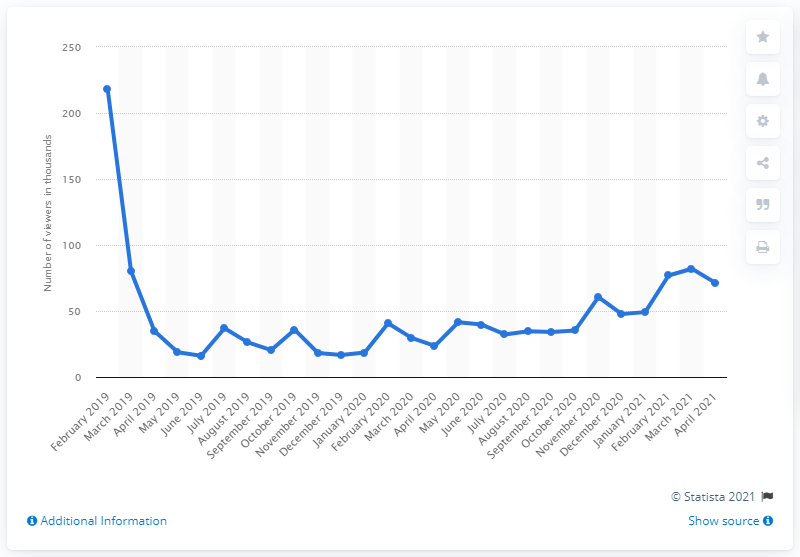 250
200
150
100
50
0
Number of viewers in thousands
February 2019
March 2019
April 2019
May 2019
June 2019
July 2019
August 2019
September 2019
October 2019
November 2019
December 2019
January 2020
February 2020
March 2020
April 2020
May 2020
June 2020
July 2020
August 2020
September 2020
October 2020
November 2020
December 2020
January 2021
February 2021
March 2021
April 2021
© Statista 2021
Additional Information
Show source